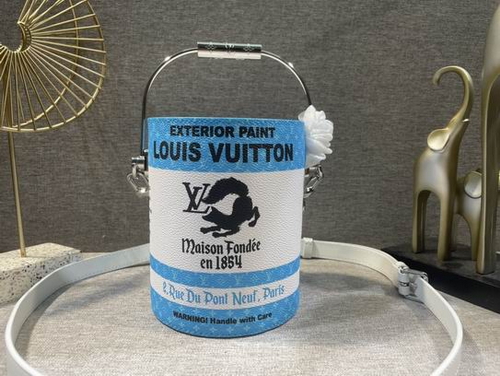 EXTERIOR PAINT
LOUIS VUITTON
LV
Maison Fondée
en 1854
2, Rue Du Pont Neuf, Paris
WARNING! Handle with Care